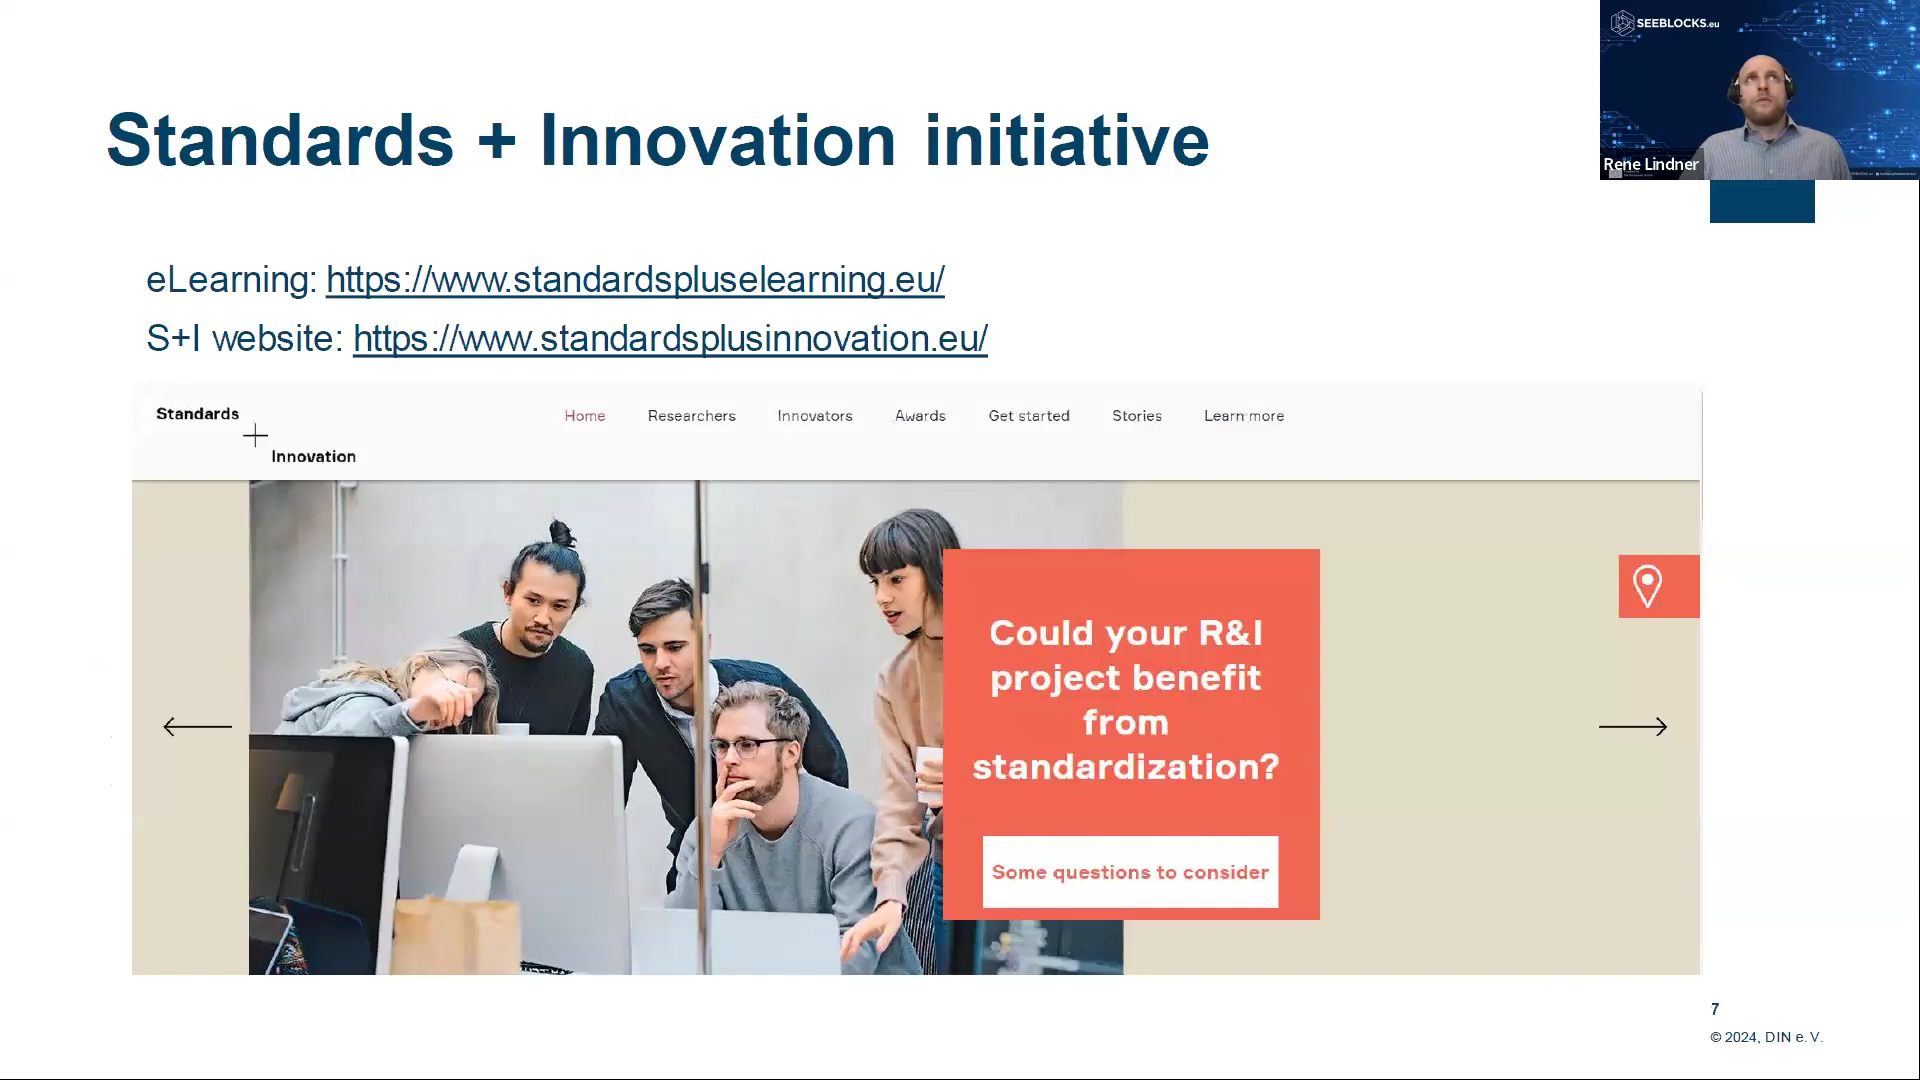 SEEBLOCKS.eu
Rene Lindner
Standards + Innovation initiative
eLearning: https://www.standardspluselearning.eu/
S+I website: https://www.standardsplusinnovation.eu/
Standards
+
Innovation
Home Researchers Innovators Awards Get started Stories Learn more
Could your R&I
project benefit
from
standardization?
Some questions to consider
7
© 2024, DIN e. V.